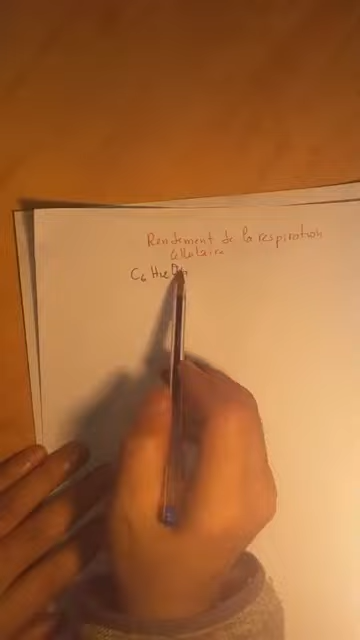 Rendement de la respiration
Cellulaire
C₆ H₁₂